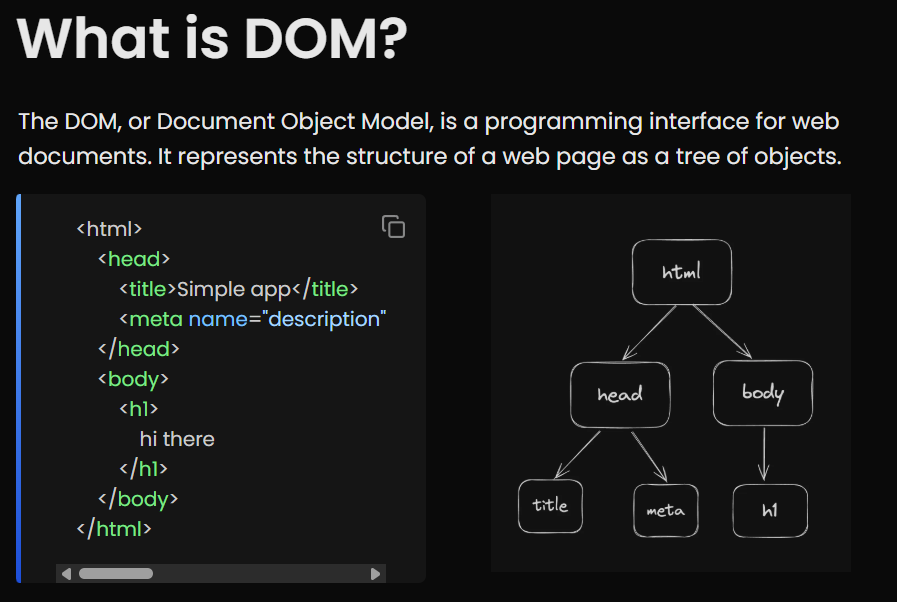 What is DOM?
The DOM, or Document Object Model, is a programming interface for web
documents. It represents the structure of a web page as a tree of objects.
<html>
<head>
<title>Simple app</title>
<meta name="description"
</head>
<body>
<h1>
hi there
</h1>
</body>
</html>
html
head
body
title
meta
h1